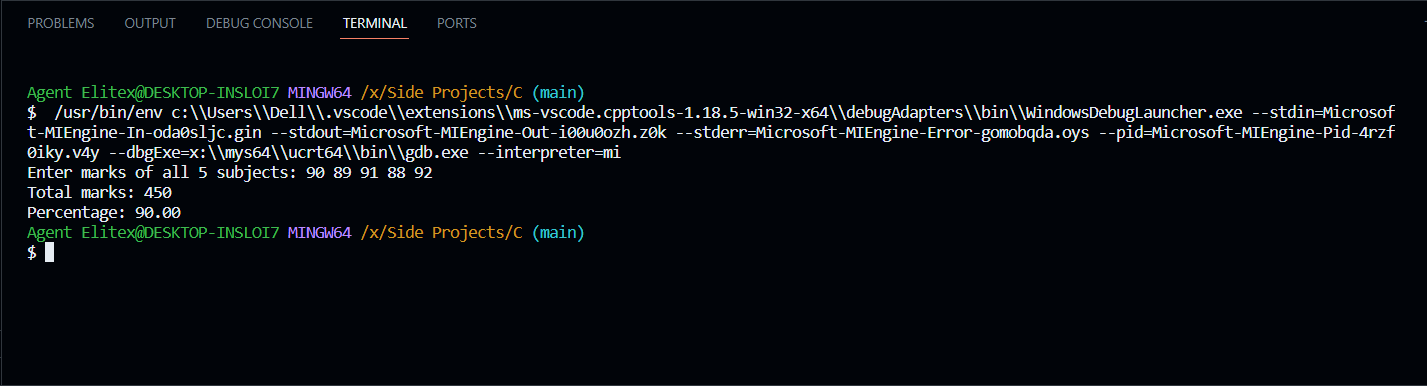 PROBLEMS OUTPUT DEBUG CONSOLE TERMINAL PORTS
Agent Elitex@DESKTOP-INSLOI7 MINGW64 /x/Side Projects/C (main)
$  /usr/bin/env c:\\Users\\Dell\\.vscode\\extensions\\ms-vscode.cpptools-1.18.5-win32-x64\\debugAdapters\\bin\\WindowsDebugLauncher.exe --stdin=Microsof
t-MIEngine-In-oda0sljc.gin --stdout=Microsoft-MIEngine-Out-i00u0ozh.z0k --stderr=Microsoft-MIEngine-Error-gomobqda.oys --pid=Microsoft-MIEngine-Pid-4rzf
0iky.v4y --dbgExe=x:\\mys64\\ucrt64\\bin\\gdb.exe --interpreter=mi
Enter marks of all 5 subjects: 90 89 91 88 92
Total marks: 450
Percentage: 90.00
Agent Elitex@DESKTOP-INSLOI7 MINGW64 /x/Side Projects/C (main)
$